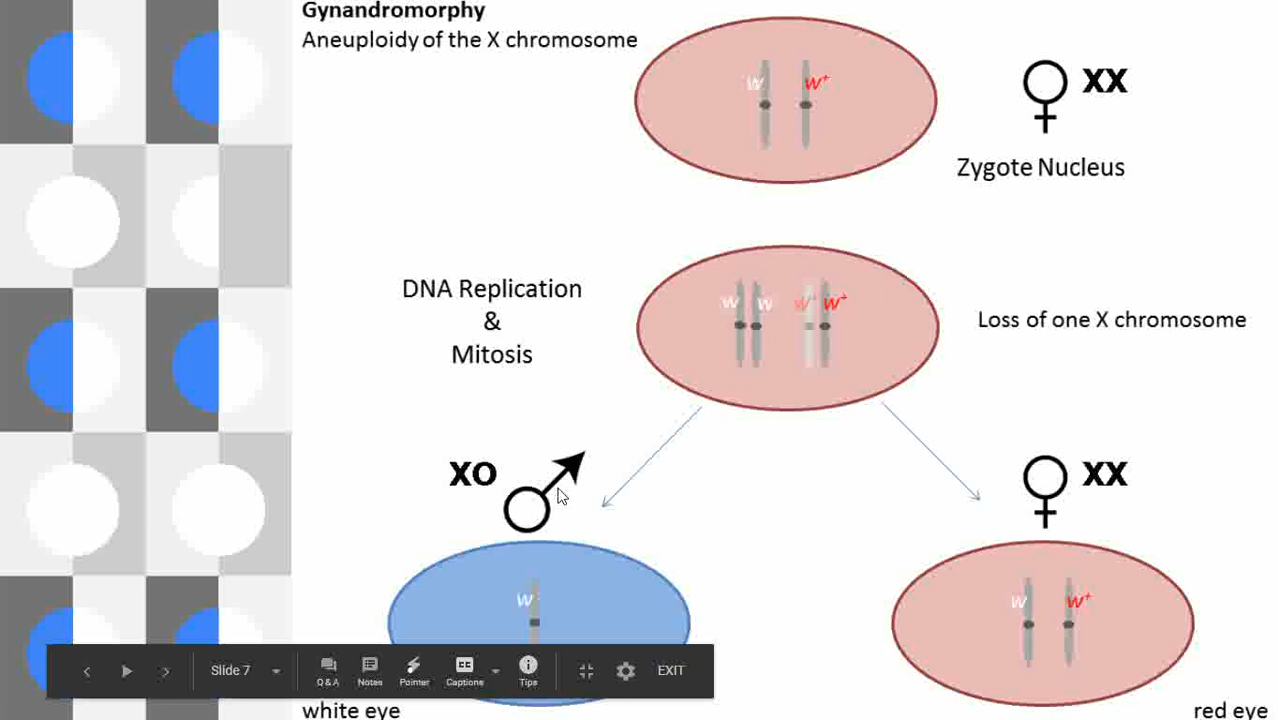 Gynandromorphy
Aneuploidy of the X chromosome
w w⁺
XX
Zygote Nucleus
DNA Replication
&
Mitosis
w w w⁺ w⁺
Loss of one X chromosome
XO
XX
w
w w⁺
Slide 7
Q&A
Notes
Pointer
Captions
Tips
EXIT
white eye
red eye